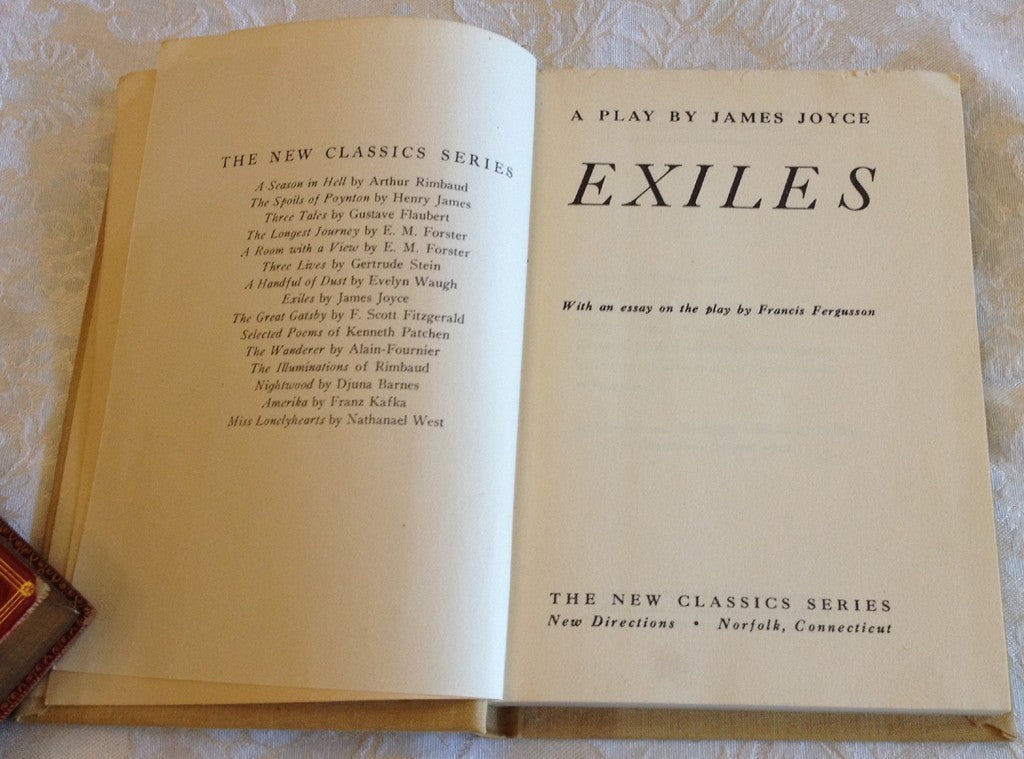 THE NEW CLASSICS SERIES
A Season in Hell by Arthur Rimbaud
The Spoils of Poynton by Henry James
Three Tales by Gustave Flaubert
The Longest Journey by E. M. Forster
A Room with a View by E. M. Forster
Three Lives by Gertrude Stein
A Handful of Dust by Evelyn Waugh
Exiles by James Joyce
The Great Gatsby by F. Scott Fitzgerald
Selected Poems of Kenneth Patchen
The Wanderer by Alain-Fournier
The Illuminations of Rimbaud
Nightwood by Djuna Barnes
Amerika by Franz Kafka
Miss Lonelyhearts by Nathanael West
A PLAY BY JAMES JOYCE
EXILES
With an essay on the play by Francis Fergusson
THE NEW CLASSICS SERIES
New Directions • Norfolk, Connecticut